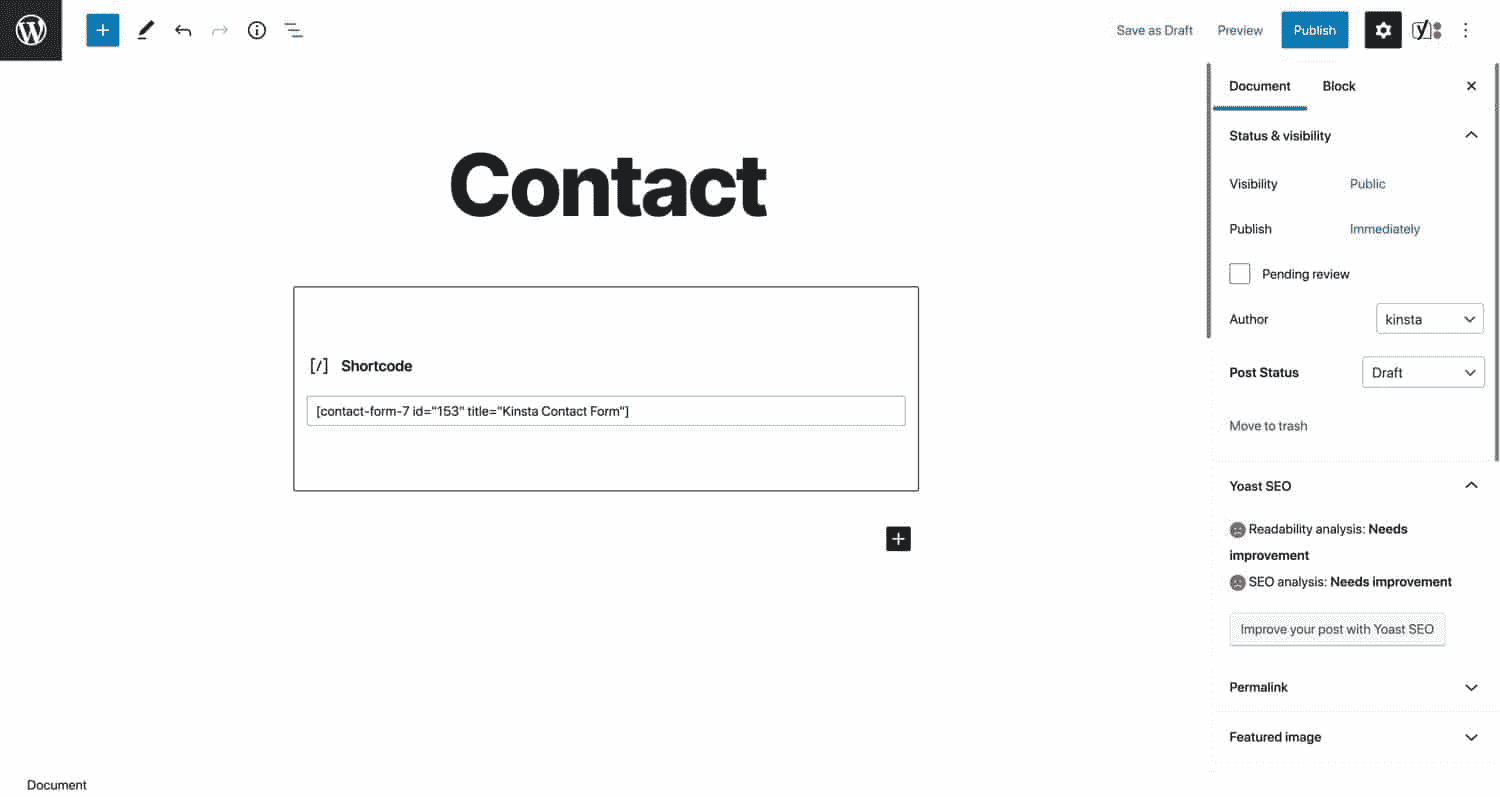 Save as Draft Preview Publish
Document Block
Status & visibility
Visibility Public
Publish Immediately
Pending review
Author kinsta
Post Status Draft
Move to trash
Contact
[/] Shortcode
[contact-form-7 id="153" title="Kinsta Contact Form"]
Yoast SEO
Readability analysis: Needs
improvement
SEO analysis: Needs improvement
Improve your post with Yoast SEO
Permalink
Featured image
Document